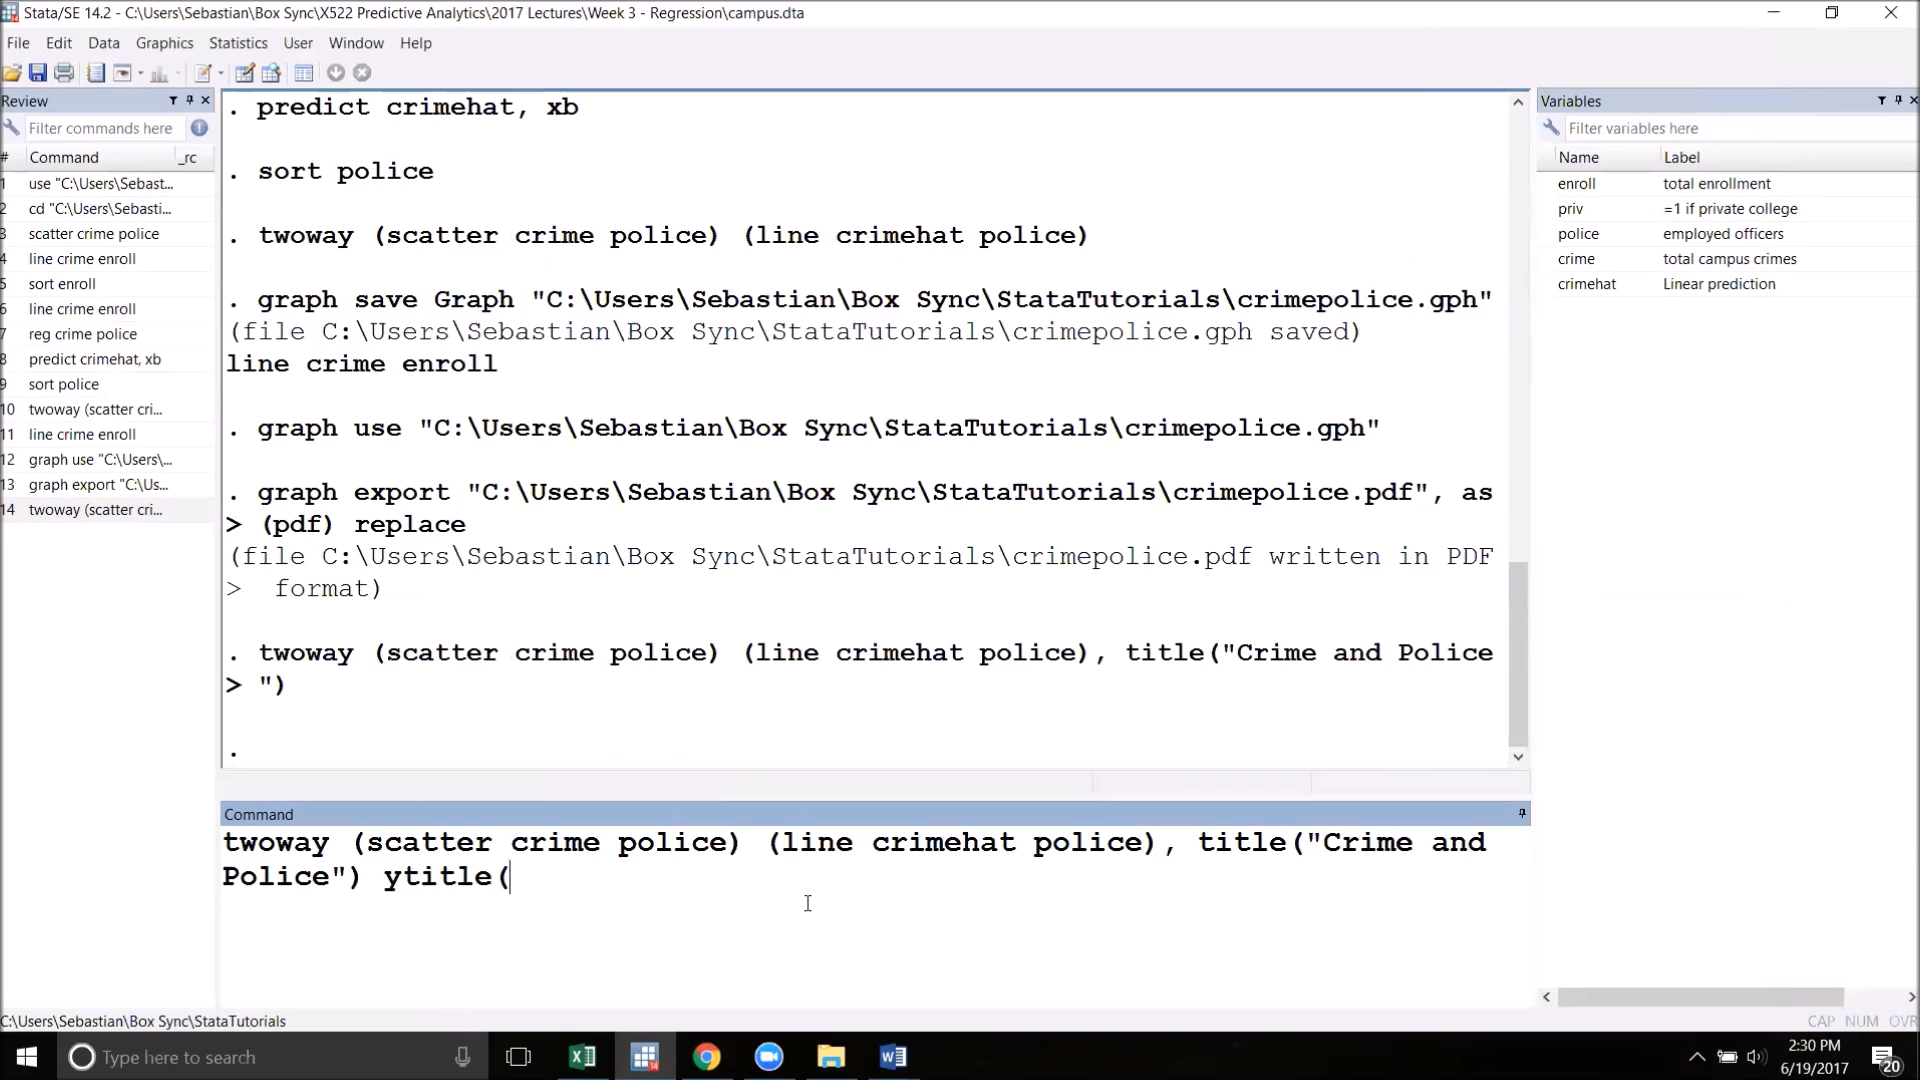 Stata/SE 14.2 - C:\Users\Sebastian\Box Sync\X522 Predictive Analytics\2017 Lectures\Week 3 - Regression\campus.dta
File Edit Data Graphics Statistics User Window Help
Review
Filter commands here
# Command _rc
1 use "C:\Users\Sebast...
2 cd "C:\Users\Sebasti...
3 scatter crime police
4 line crime enroll
5 sort enroll
6 line crime enroll
7 reg crime police
8 predict crimehat, xb
9 sort police
10 twoway (scatter cri...
11 line crime enroll
12 graph use "C:\Users\...
13 graph export "C:\Us...
14 twoway (scatter cri...
. predict crimehat, xb
. sort police
. twoway (scatter crime police) (line crimehat police)
. graph save Graph "C:\Users\Sebastian\Box Sync\StataTutorials\crimepolice.gph"
(file C:\Users\Sebastian\Box Sync\StataTutorials\crimepolice.gph saved)
line crime enroll
. graph use "C:\Users\Sebastian\Box Sync\StataTutorials\crimepolice.gph"
. graph export "C:\Users\Sebastian\Box Sync\StataTutorials\crimepolice.pdf", as
> (pdf) replace
(file C:\Users\Sebastian\Box Sync\StataTutorials\crimepolice.pdf written in PDF
> format)
. twoway (scatter crime police) (line crimehat police), title("Crime and Police
> ")
.
Command
twoway (scatter crime police) (line crimehat police), title("Crime and
Police") ytitle(
Variables
Filter variables here
Name Label
enroll total enrollment
priv =1 if private college
police employed officers
crime total campus crimes
crimehat Linear prediction
C:\Users\Sebastian\Box Sync\StataTutorials
CAP NUM OVR
Type here to search
2:30 PM
6/19/2017
20